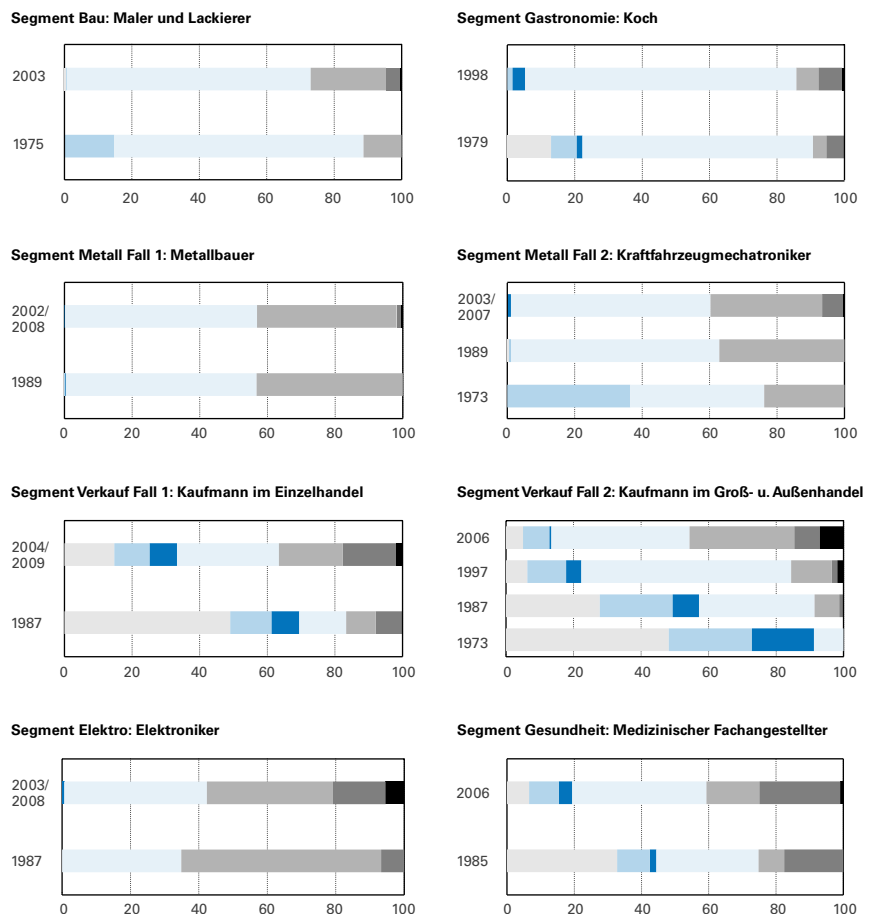 Segment Bau: Maler und Lackierer
2003
1975
0 20 40 60 80 100
Segment Gastronomie: Koch
1998
1979
0 20 40 60 80 100
Segment Metall Fall 1: Metallbauer
2002/
2008
1989
0 20 40 60 80 100
Segment Metall Fall 2: Kraftfahrzeugmechatroniker
2003/
2007
1989
1973
0 20 40 60 80 100
Segment Verkauf Fall 1: Kaufmann im Einzelhandel
2004/
2009
1987
0 20 40 60 80 100
Segment Verkauf Fall 2: Kaufmann im Groß- u. Außenhandel
2006
1997
1987
1973
0 20 40 60 80 100
Segment Elektro: Elektroniker
2003/
2008
1987
0 20 40 60 80 100
Segment Gesundheit: Medizinischer Fachangestellter
2006
1985
0 20 40 60 80 100